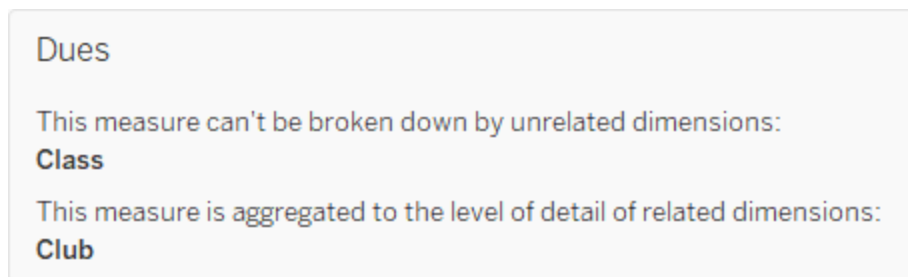 Dues
This measure can't be broken down by unrelated dimensions:
Class
This measure is aggregated to the level of detail of related dimensions:
Club